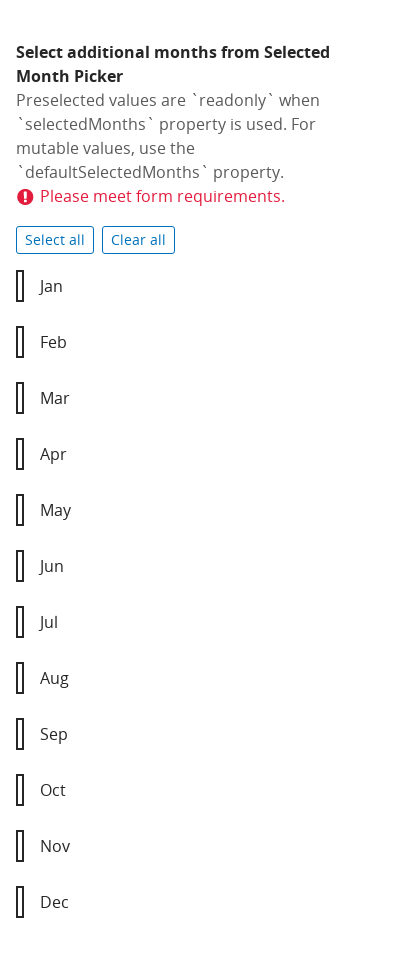 Select additional months from Selected
Month Picker
Preselected values are `readonly` when
`selectedMonths` property is used. For
mutable values, use the
`defaultSelectedMonths` property.
Please meet form requirements.
Select all Clear all
Jan
Feb
Mar
Apr
May
Jun
Jul
Aug
Sep
Oct
Nov
Dec